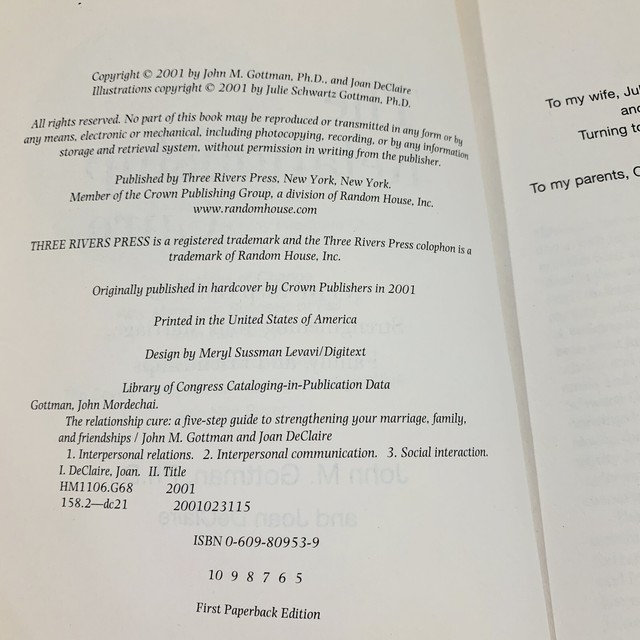 Copyright © 2001 by John M. Gottman, Ph.D., and Joan DeClaire
Illustrations copyright © 2001 by Julie Schwartz Gottman, Ph.D.
All rights reserved. No part of this book may be reproduced or transmitted in any form or by
any means, electronic or mechanical, including photocopying, recording, or by any information
storage and retrieval system, without permission in writing from the publisher.
Published by Three Rivers Press, New York, New York.
Member of the Crown Publishing Group, a division of Random House, Inc.
www.randomhouse.com
THREE RIVERS PRESS is a registered trademark and the Three Rivers Press colophon is a
trademark of Random House, Inc.
Originally published in hardcover by Crown Publishers in 2001
Printed in the United States of America
Design by Meryl Sussman Levavi/Digitext
Library of Congress Cataloging-in-Publication Data
Gottman, John Mordechai.
The relationship cure: a five-step guide to strengthening your marriage, family,
and friendships / John M. Gottman and Joan DeClaire
1. Interpersonal relations. 2. Interpersonal communication. 3. Social interaction.
I. DeClaire, Joan. II. Title
HM1106.G68 2001
158.2—dc21 2001023115
ISBN 0-609-80953-9
10 9 8 7 6 5
First Paperback Edition
To my wife, Ju
an
Turning to
To my parents,